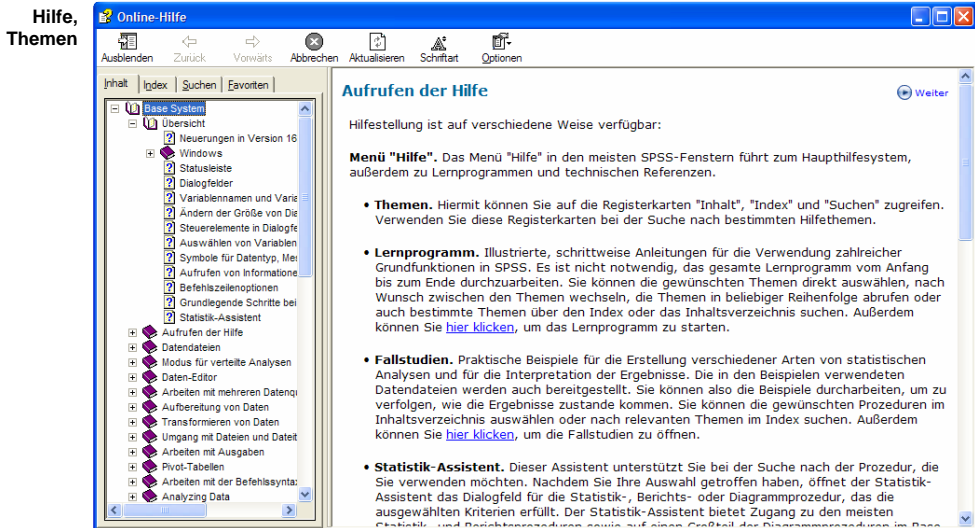 Hilfe,
Themen
Online-Hilfe
Ausblenden Zurück Vorwärts Abbrechen Aktualisieren Schriftart Optionen
Inhalt Index Suchen Favoriten
Base System
Übersicht
Neuerungen in Version 16
Windows
Statusleiste
Dialogfelder
Variablennamen und Varia
Ändern der Größe von Dia
Steuerelemente in Dialogfe
Auswählen von Variablen
Symbole für Datentyp, Mes
Aufrufen von Informatione
Befehlszeilenoptionen
Grundlegende Schritte bei
Statistik-Assistent
Aufrufen der Hilfe
Datendateien
Modus für verteilte Analysen
Daten-Editor
Arbeiten mit mehreren Datenqu
Aufbereitung von Daten
Transformieren von Daten
Umgang mit Dateien und Dateit
Arbeiten mit Ausgaben
Pivot-Tabellen
Arbeiten mit der Befehlssyntax
Analyzing Data
Aufrufen der Hilfe
Weiter
Hilfestellung ist auf verschiedene Weise verfügbar:
Menü "Hilfe". Das Menü "Hilfe" in den meisten SPSS-Fenstern führt zum Haupthilfesystem,
außerdem zu Lernprogrammen und technischen Referenzen.
• Themen. Hiermit können Sie auf die Registerkarten "Inhalt", "Index" und "Suchen" zugreifen.
Verwenden Sie diese Registerkarten bei der Suche nach bestimmten Hilfethemen.
• Lernprogramm. Illustrierte, schrittweise Anleitungen für die Verwendung zahlreicher
Grundfunktionen in SPSS. Es ist nicht notwendig, das gesamte Lernprogramm vom Anfang
bis zum Ende durchzuarbeiten. Sie können die gewünschten Themen direkt auswählen, nach
Wunsch zwischen den Themen wechseln, die Themen in beliebiger Reihenfolge abrufen oder
auch bestimmte Themen über den Index oder das Inhaltsverzeichnis suchen. Außerdem
können Sie hier klicken, um das Lernprogramm zu starten.
• Fallstudien. Praktische Beispiele für die Erstellung verschiedener Arten von statistischen
Analysen und für die Interpretation der Ergebnisse. Die in den Beispielen verwendeten
Datendateien werden auch bereitgestellt. Sie können also die Beispiele durcharbeiten, um zu
verfolgen, wie die Ergebnisse zustande kommen. Sie können die gewünschten Prozeduren im
Inhaltsverzeichnis auswählen oder nach relevanten Themen im Index suchen. Außerdem
können Sie hier klicken, um die Fallstudien zu öffnen.
• Statistik-Assistent. Dieser Assistent unterstützt Sie bei der Suche nach der Prozedur, die
Sie verwenden möchten. Nachdem Sie Ihre Auswahl getroffen haben, öffnet der Statistik-
Assistent das Dialogfeld für die Statistik-, Berichts- oder Diagrammprozedur, das die
ausgewählten Kriterien erfüllt. Der Statistik-Assistent bietet Zugang zu den meisten
Statistik- und Berichtsprozeduren sowie auf einen Großteil der Diagrammprozeduren im Base